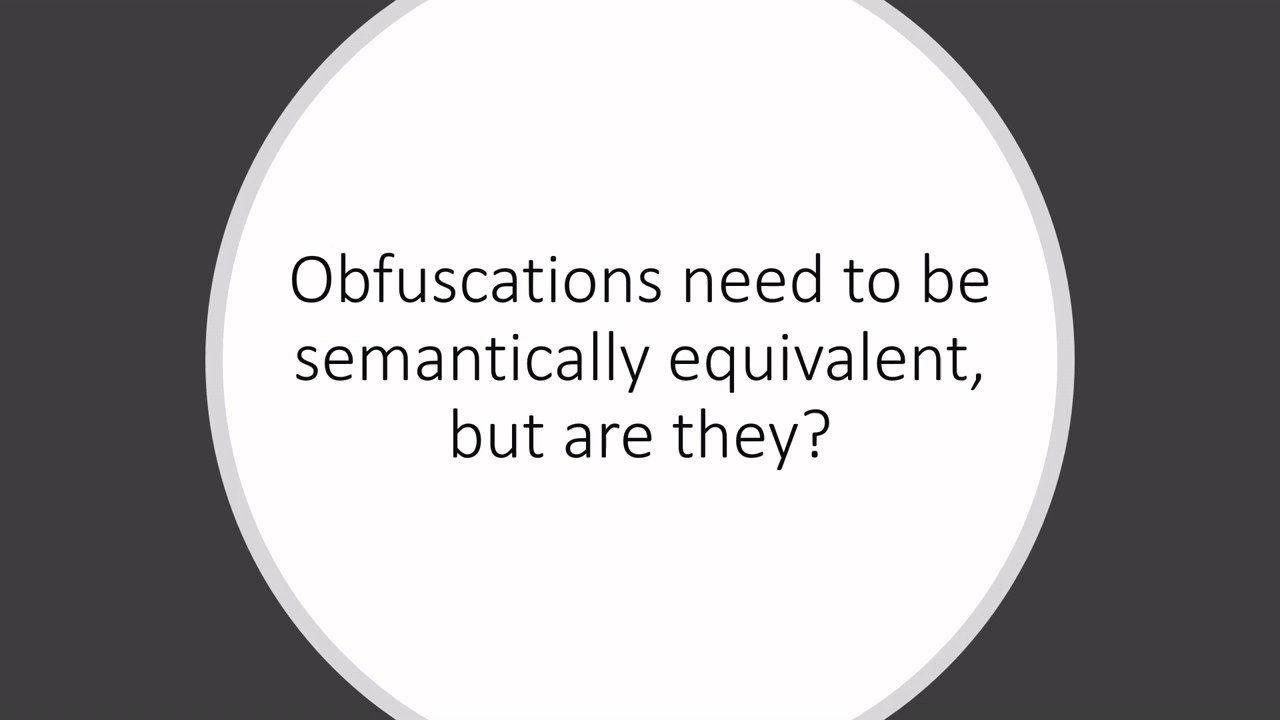 Obfuscations need to be
semantically equivalent,
but are they?